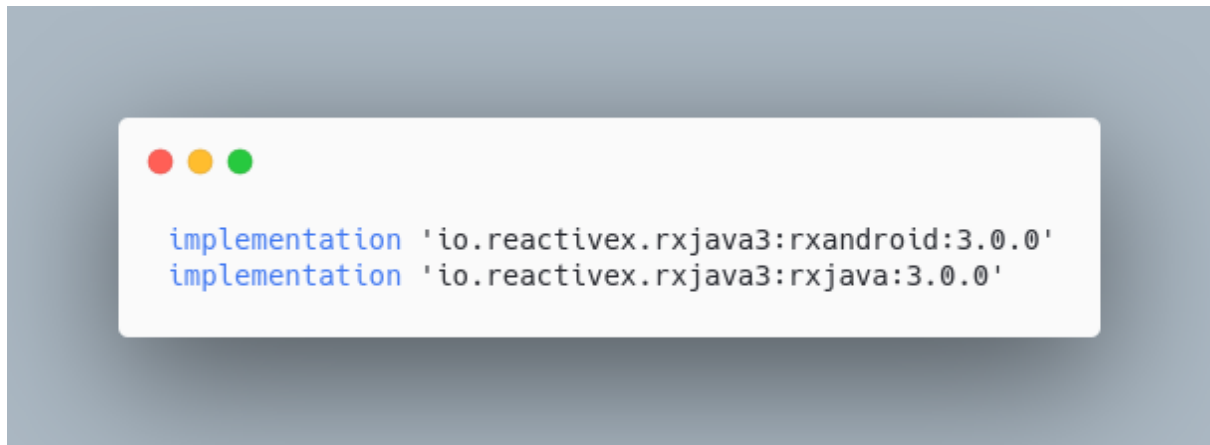 implementation 'io.reactivex.rxjava3:rxandroid:3.0.0'
implementation 'io.reactivex.rxjava3:rxjava:3.0.0'